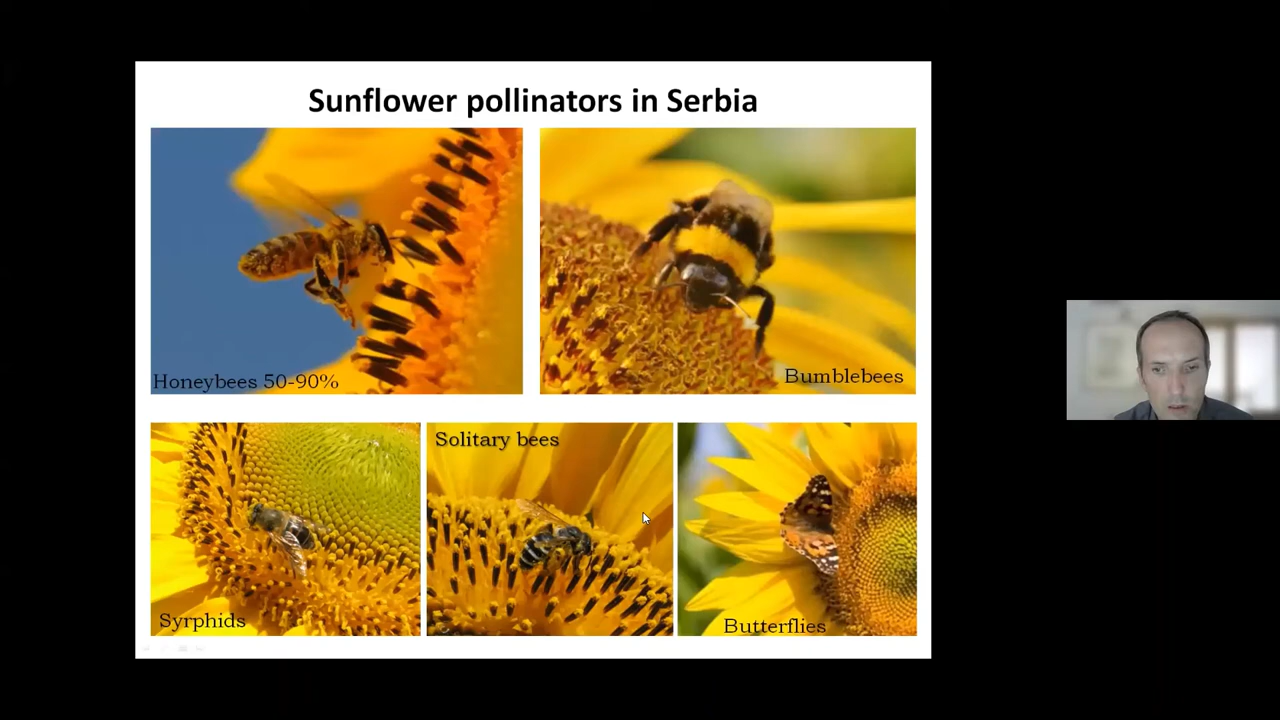 Sunflower pollinators in Serbia
Honeybees 50-90%
Bumblebees
Solitary bees
Syrphids
Butterflies